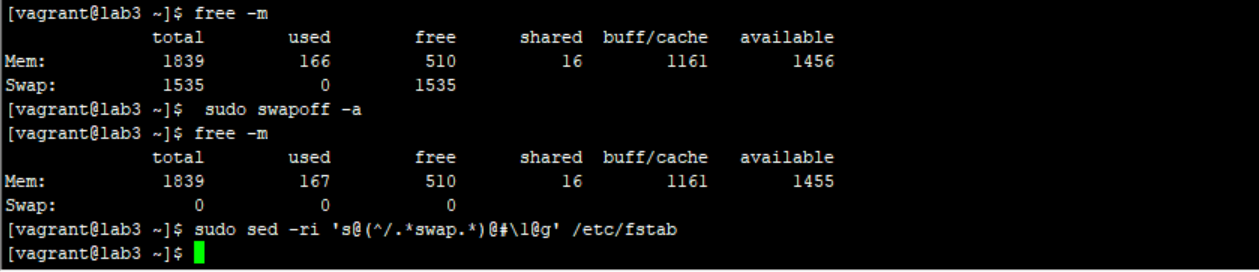 [vagrant@lab3 ~]$ free -m
              total        used        free      shared  buff/cache   available
Mem:           1839         166         510          16        1161        1456
Swap:          1535           0        1535
[vagrant@lab3 ~]$  sudo swapoff -a
[vagrant@lab3 ~]$ free -m
              total        used        free      shared  buff/cache   available
Mem:           1839         167         510          16        1161        1455
Swap:             0           0           0
[vagrant@lab3 ~]$ sudo sed -ri 's@(^/.*swap.*)@#\1@g' /etc/fstab
[vagrant@lab3 ~]$